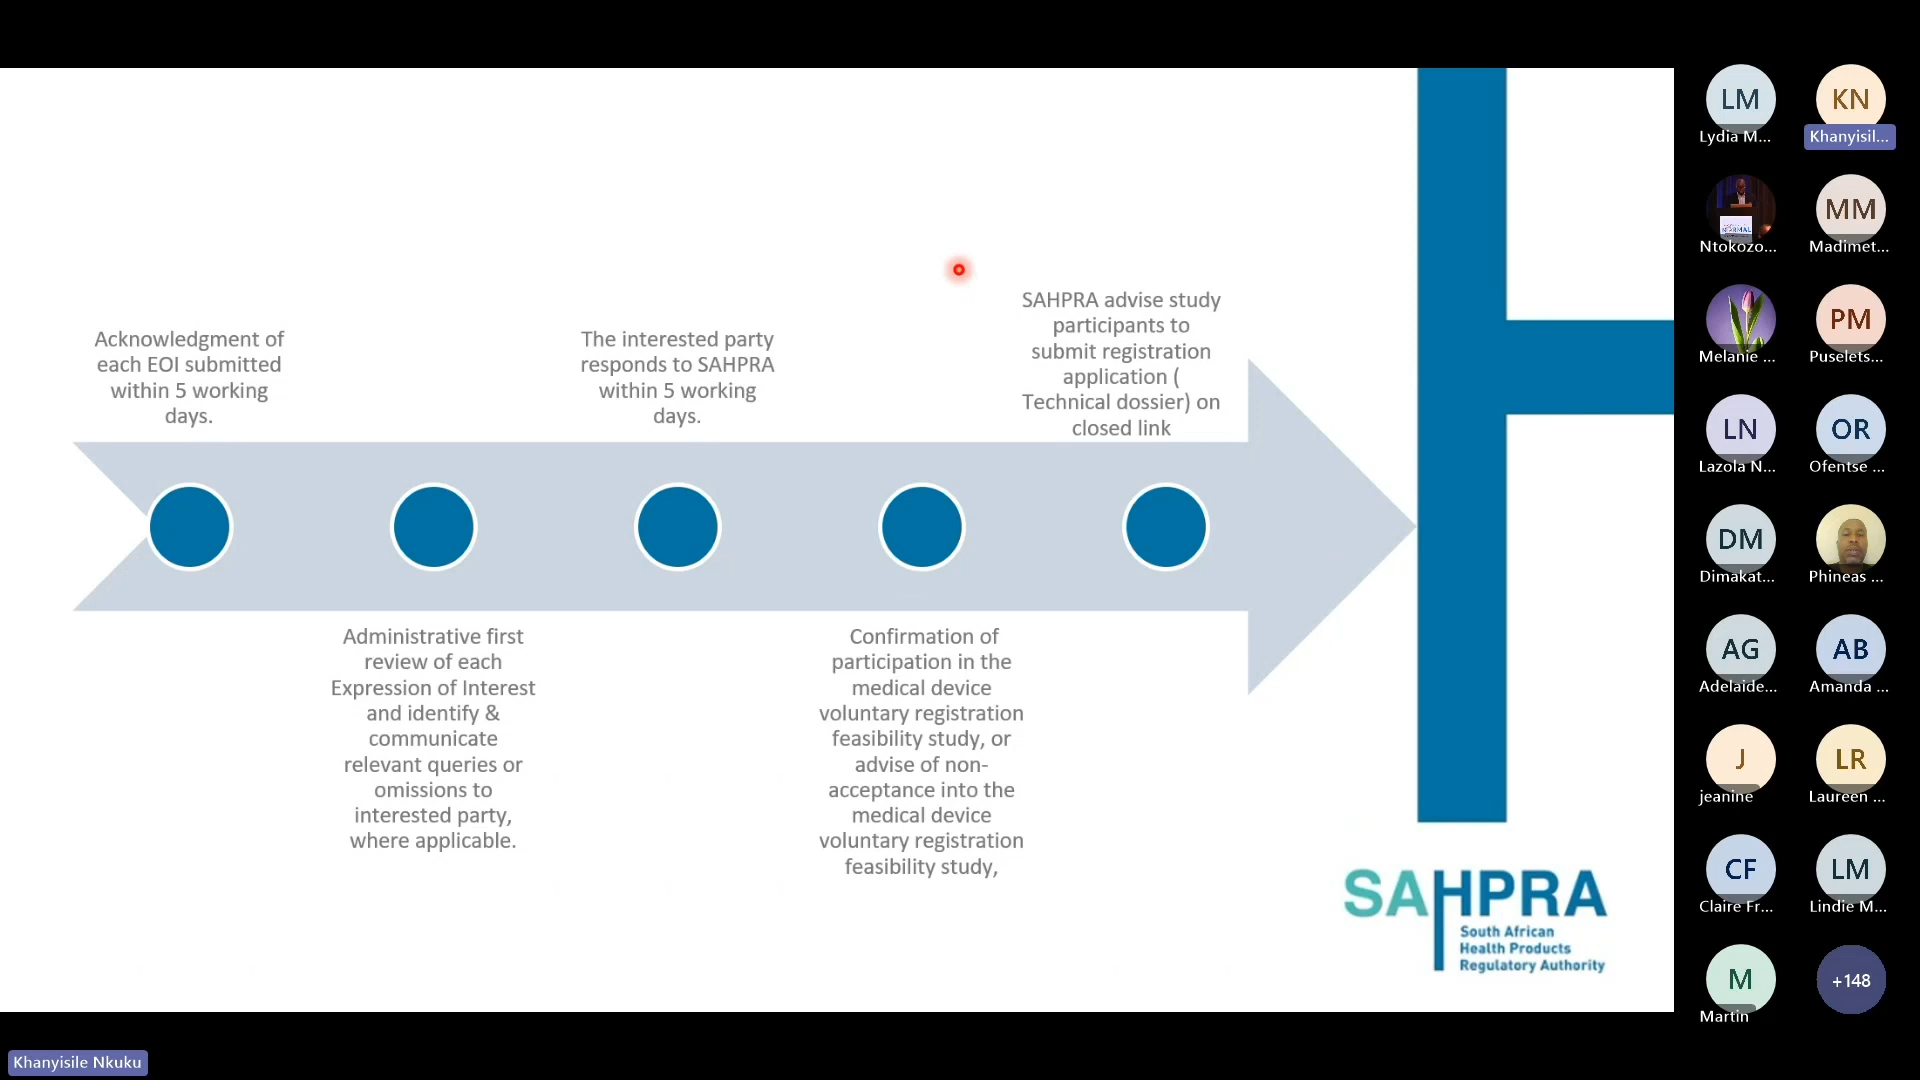 Acknowledgment of
each EOI submitted
within 5 working
days.
The interested party
responds to SAHPRA
within 5 working
days.
SAHPRA advise study
participants to
submit registration
application (
Technical dossier) on
closed link
Administrative first
review of each
Expression of Interest
and identify &
communicate
relevant queries or
omissions to
interested party,
where applicable.
Confirmation of
participation in the
medical device
voluntary registration
feasibility study, or
advise of non-
acceptance into the
medical device
voluntary registration
feasibility study,
SAHPRA
South African
Health Products
Regulatory Authority
LM
Lydia M...
KN
Khanyisil...
NORMAL
Ntokozo...
MM
Madimet...
Melanie ...
PM
Puselets...
LN
Lazola N...
OR
Ofentse ...
DM
Dimakat...
Phineas ...
AG
Adelaide...
AB
Amanda ...
J
jeanine
LR
Laureen ...
CF
Claire Fr...
LM
Lindie M...
M
Martin
+148
Khanyisile Nkuku